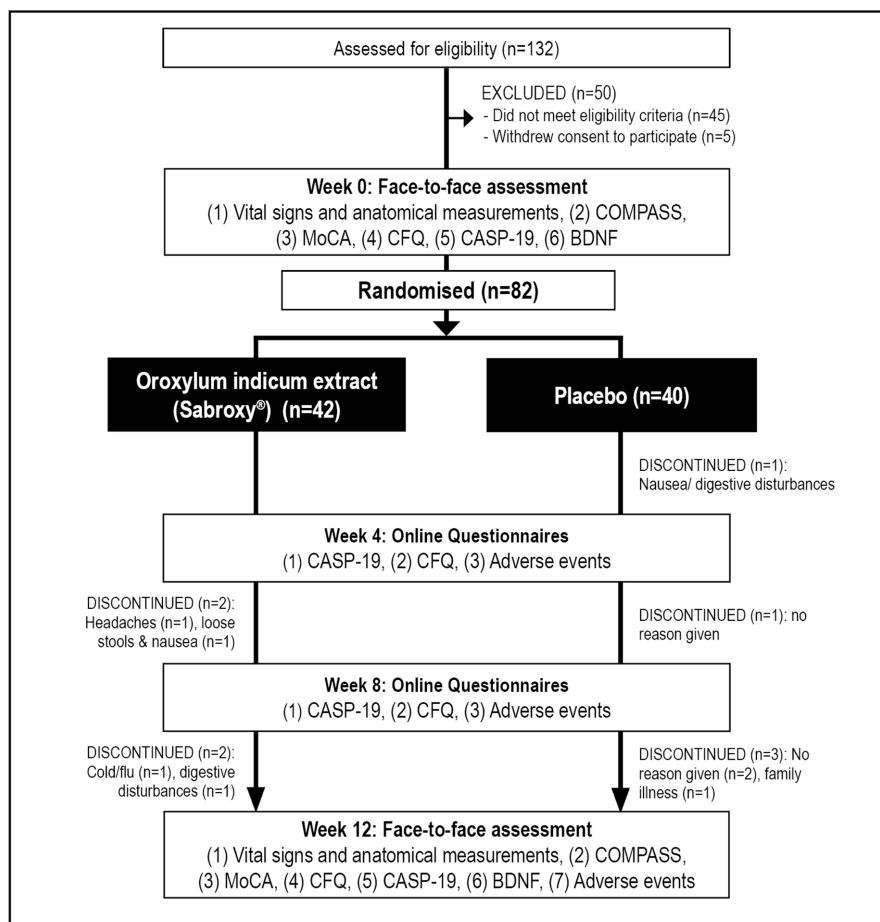 Assessed for eligibility (n=132)
EXCLUDED (n=50)
- Did not meet eligibility criteria (n=45)
- Withdrew consent to participate (n=5)
Week 0: Face-to-face assessment
(1) Vital signs and anatomical measurements, (2) COMPASS,
(3) MoCA, (4) CFQ, (5) CASP-19, (6) BDNF
Randomised (n=82)
Oroxylum indicum extract
(Sabroxy®) (n=42)
Placebo (n=40)
DISCONTINUED (n=1):
Nausea/ digestive disturbances
Week 4: Online Questionnaires
(1) CASP-19, (2) CFQ, (3) Adverse events
DISCONTINUED (n=2):
Headaches (n=1), loose
stools & nausea (n=1)
DISCONTINUED (n=1): no
reason given
Week 8: Online Questionnaires
(1) CASP-19, (2) CFQ, (3) Adverse events
DISCONTINUED (n=2):
Cold/flu (n=1), digestive
disturbances (n=1)
DISCONTINUED (n=3): No
reason given (n=2), family
illness (n=1)
Week 12: Face-to-face assessment
(1) Vital signs and anatomical measurements, (2) COMPASS,
(3) MoCA, (4) CFQ, (5) CASP-19, (6) BDNF, (7) Adverse events